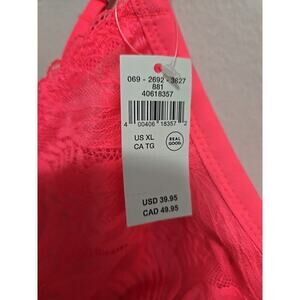 069 - 2692 - 3827
881
40618357
4 00406 18357 2
US XL
CA TG
REAL GOOD
USD 39.95
CAD 49.95